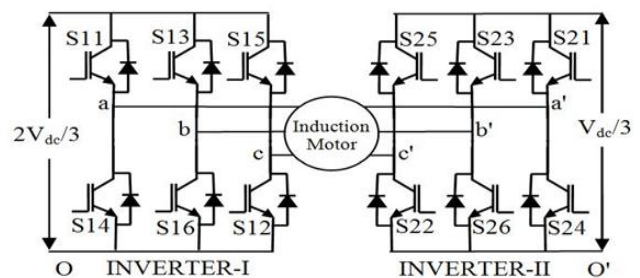 S11 S13 S15 S25 S23 S21
a a'
2V_dc/3 b Induction Motor b' V_dc/3
c c'
S14 S16 S12 S22 S26 S24
O INVERTER-I INVERTER-II O'